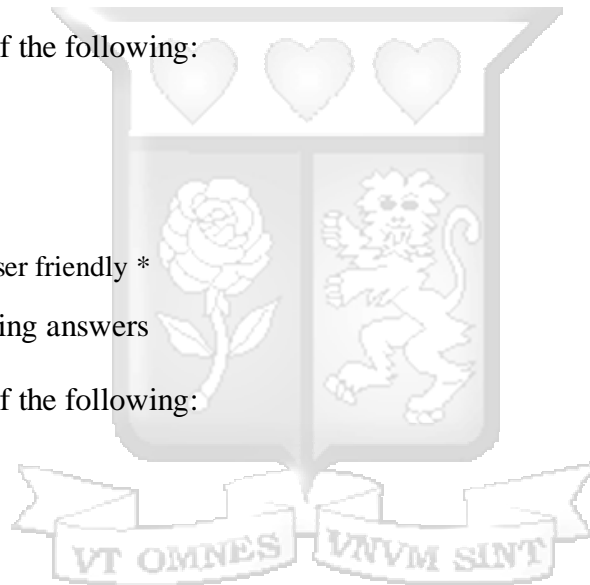 f the following:
ser friendly *
ing answers
f the following:
VT OMNES VNVM SINT